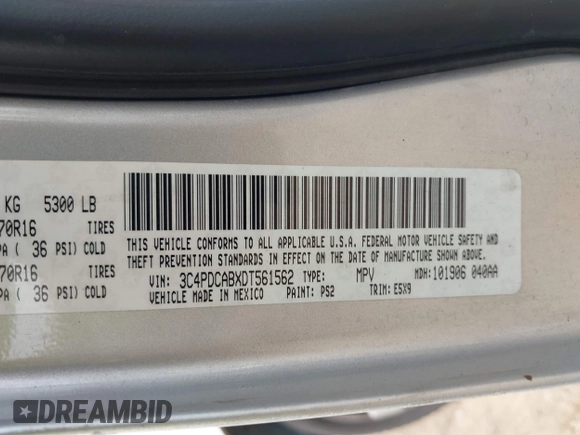 KG 5300 LB
70R16 TIRES
PA ( 36 PSI) COLD
70R16 TIRES
PA ( 36 PSI) COLD
THIS VEHICLE CONFORMS TO ALL APPLICABLE U.S.A. FEDERAL MOTOR VEHICLE SAFETY AND
THEFT PREVENTION STANDARDS IN EFFECT ON THE DATE OF MANUFACTURE SHOWN ABOVE.
VIN: 3C4PDCABXDT561562 TYPE: MPV MDH: 101906 040AA
VEHICLE MADE IN MEXICO PAINT: PS2 TRIM: E5X9
DREAMBID